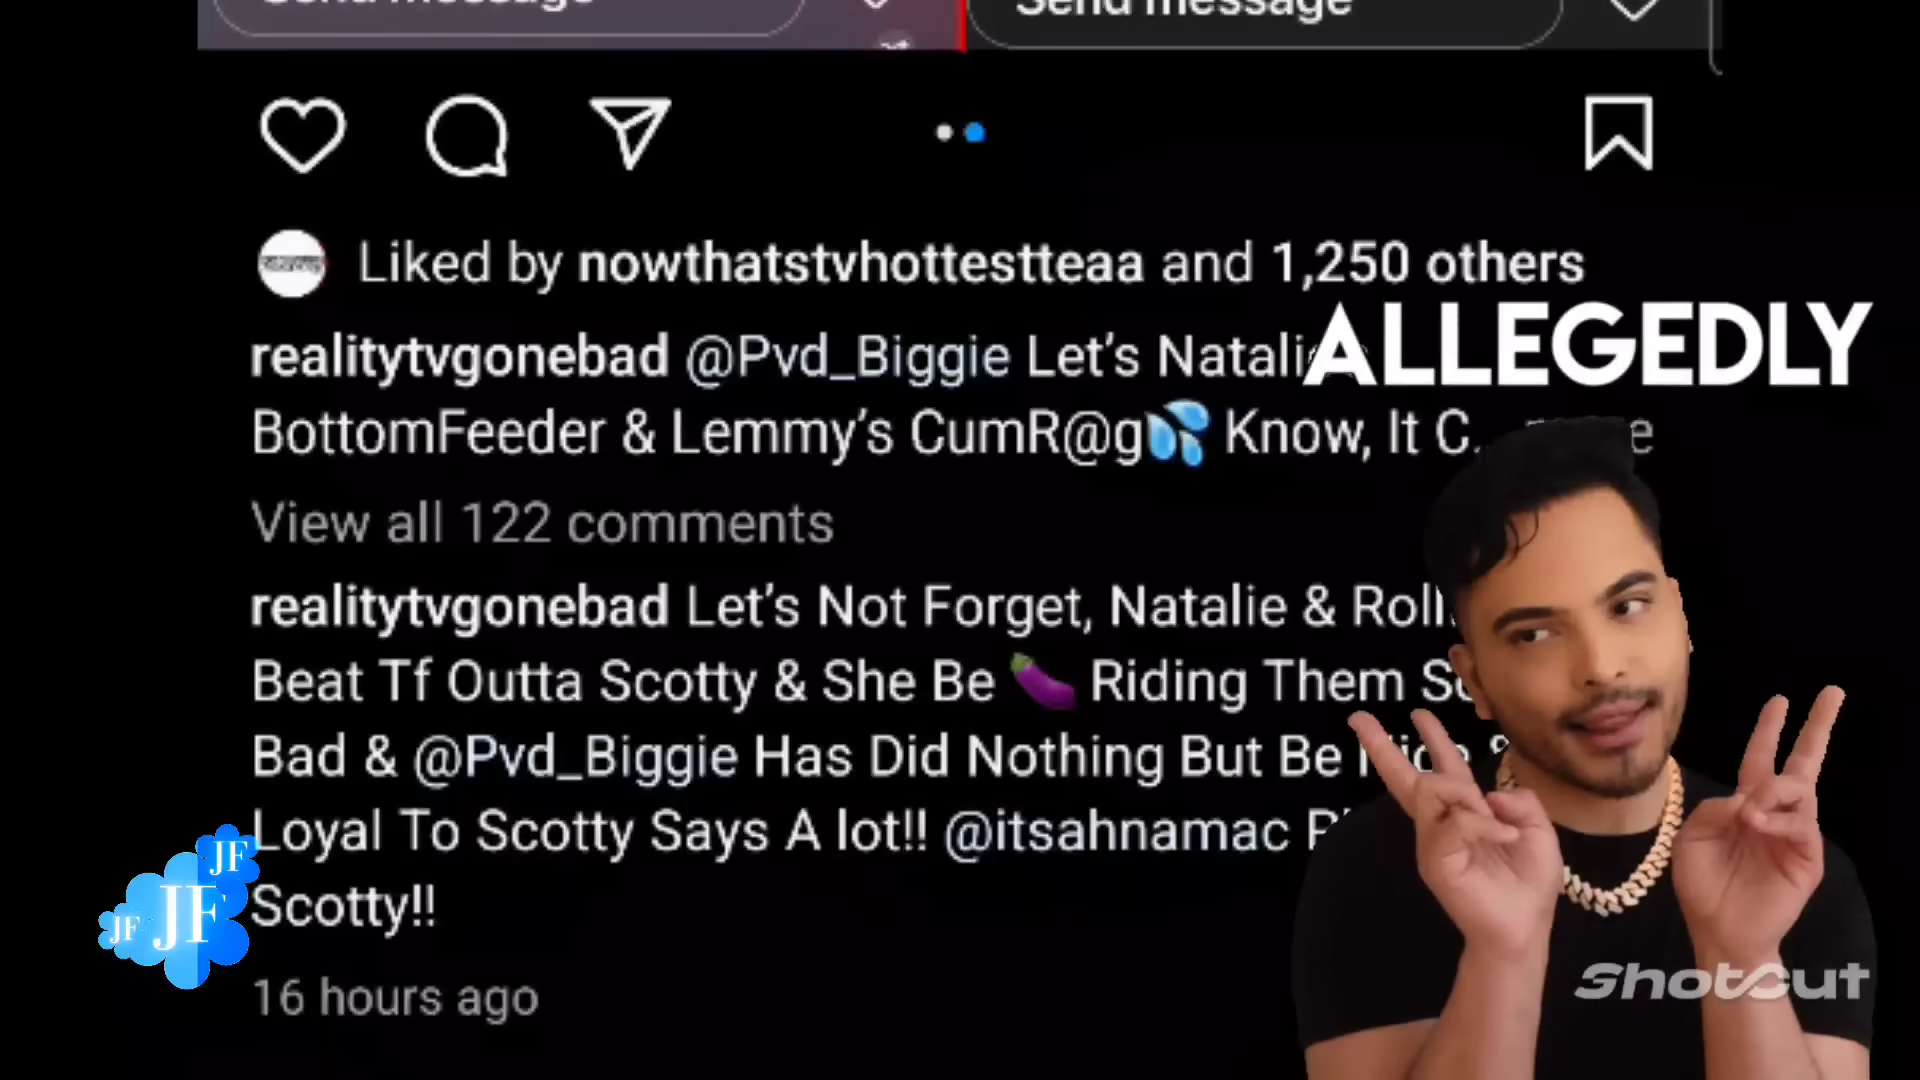 Send message
Send message
Liked by nowthatstvhottestteaa and 1,250 others
realitytvgonebad @Pvd_Biggie Let's
ALLEGEDLY
BottomFeeder & Lemmy's CumR@g💦 Know, It C...
View all 122 comments
realitytvgonebad Let's Not Forget, Natalie &
Beat Tf Outta Scotty & She Be 🍆 Riding Them
Bad & @Pvd_Biggie Has Did Nothing But Be
Loyal To Scotty Says A lot!! @itsahnamac
Scotty!!
16 hours ago
JF
JF
JF
ShotCut